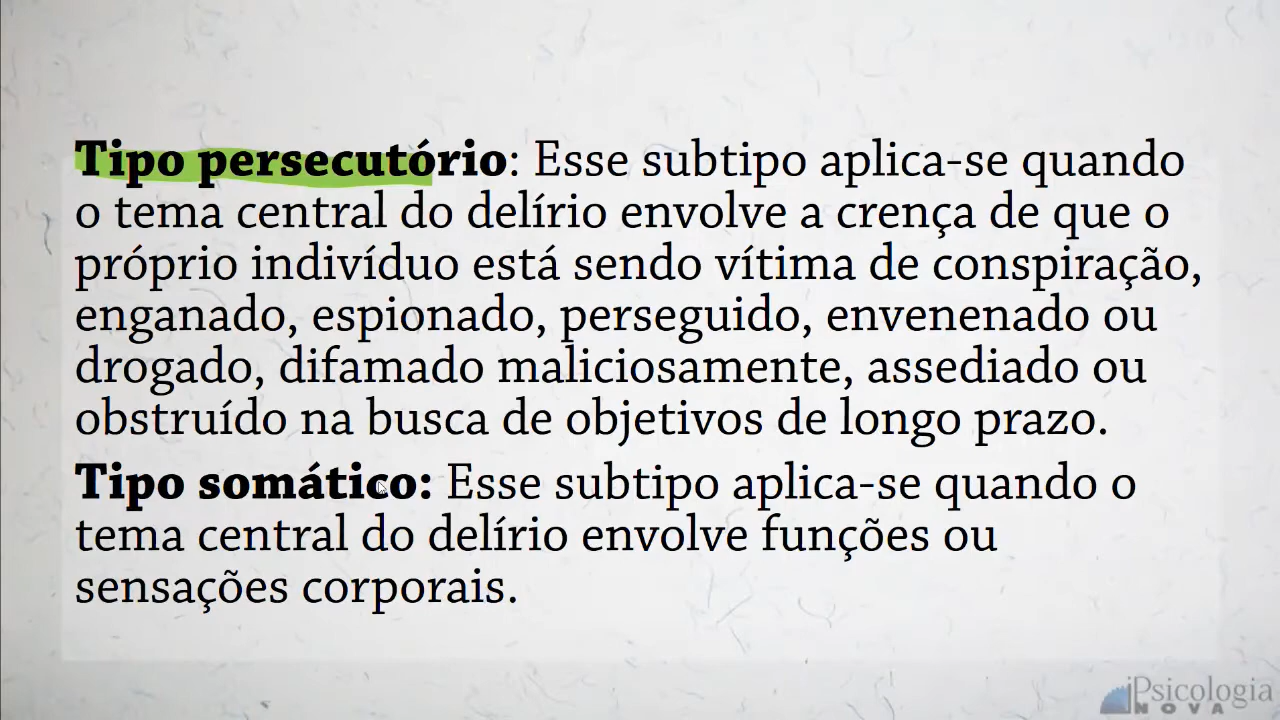 Tipo persecutório: Esse subtipo aplica-se quando
o tema central do delírio envolve a crença de que o
próprio indivíduo está sendo vítima de conspiração,
enganado, espionado, perseguido, envenenado ou
drogado, difamado maliciosamente, assediado ou
obstruído na busca de objetivos de longo prazo.
Tipo somático: Esse subtipo aplica-se quando o
tema central do delírio envolve funções ou
sensações corporais.
Psicologia
NOVA